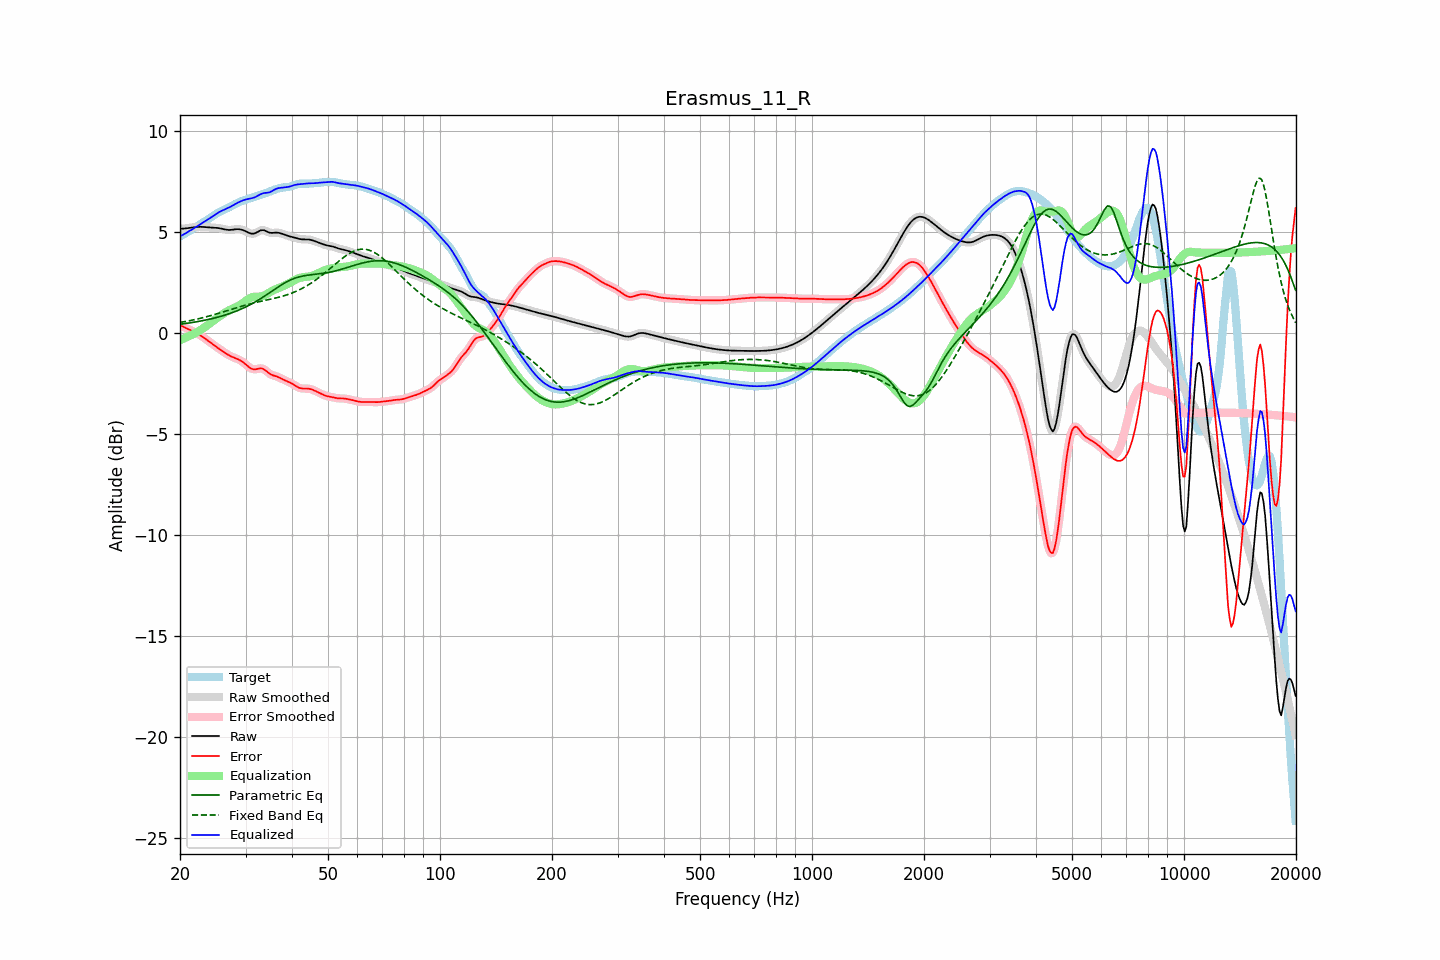 Erasmus_11_R
Amplitude (dBr)
10
5
0
−5
−10
−15
−20
−25
Target
Raw Smoothed
Error Smoothed
Raw
Error
Equalization
Parametric Eq
Fixed Band Eq
Equalized
20 50 100 200 500 1000 2000 5000 10000 20000
Frequency (Hz)